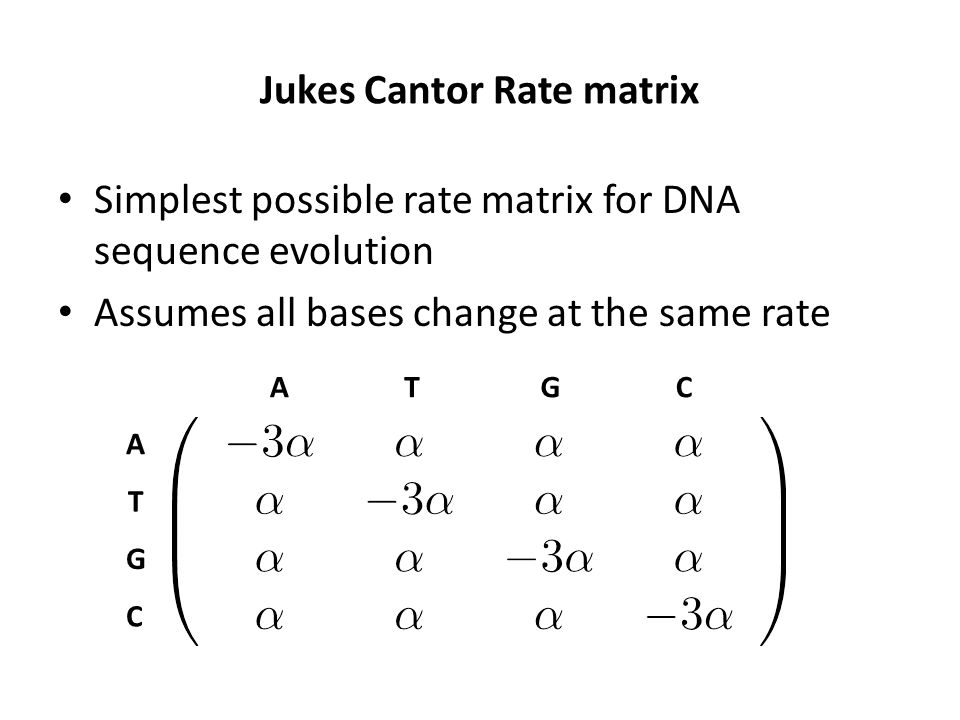 Jukes Cantor Rate matrix
• Simplest possible rate matrix for DNA
sequence evolution
• Assumes all bases change at the same rate
A T G C
A −3α α α α
T α −3α α α
G α α −3α α
C α α α −3α